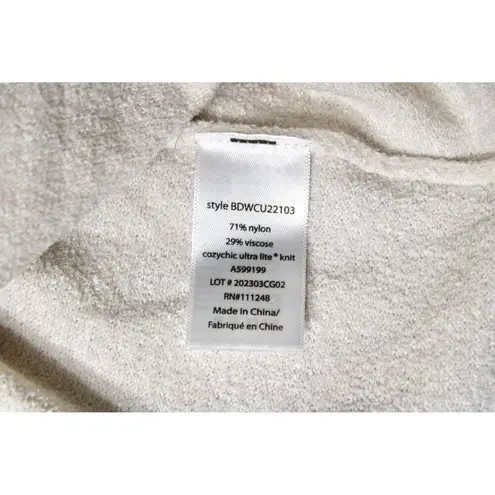 style BDWCU22103
71% nylon
29% viscose
cozychic ultra lite® knit
A599199
LOT # 202303CG02
RN#111248
Made in China/
Fabriqué en Chine